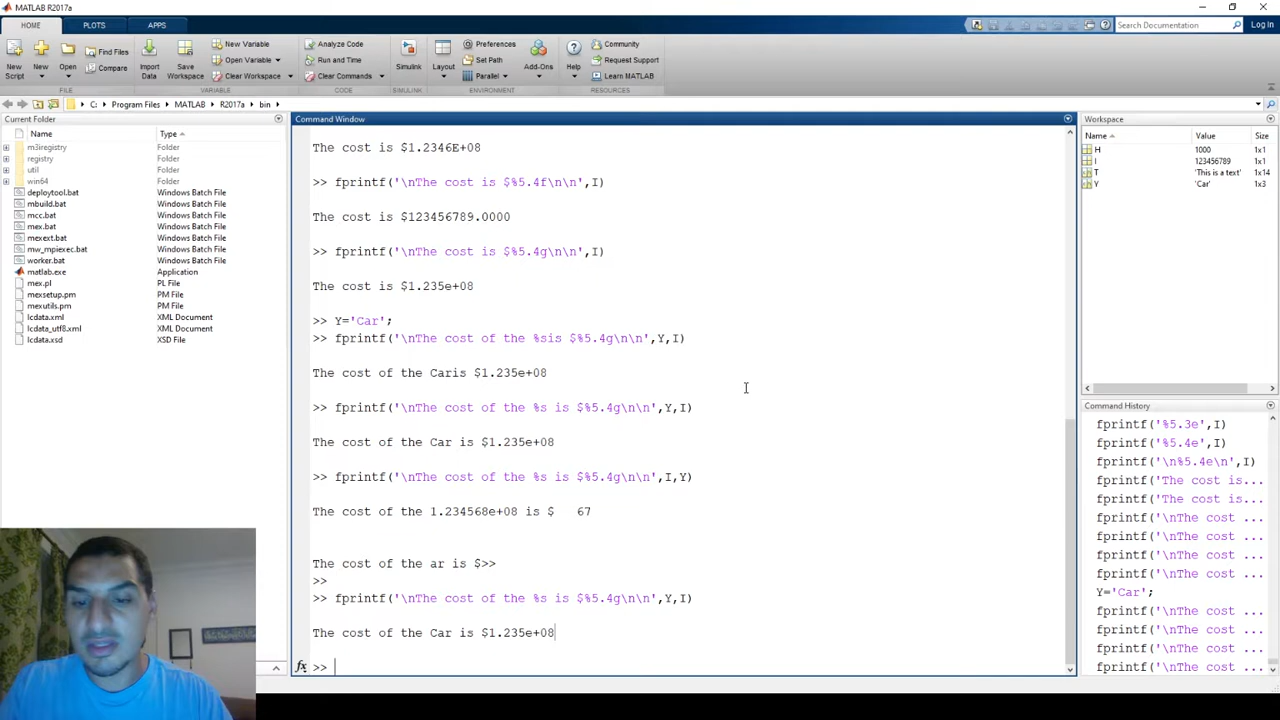 MATLAB R2017a
HOME PLOTS APPS
Search Documentation Log In
New Script
New
Open
Find Files
Compare
Import Data
Save Workspace
New Variable
Open Variable
Clear Workspace
Analyze Code
Run and Time
Clear Commands
Simulink
Layout
Preferences
Set Path
Parallel
Add-Ons
Help
Community
Request Support
Learn MATLAB
FILE VARIABLE CODE SIMULINK ENVIRONMENT RESOURCES
C: Program Files MATLAB R2017a bin
Current Folder
Name Type
m3iregistry Folder
registry Folder
util Folder
win64 Folder
deploytool.bat Windows Batch File
mbuild.bat Windows Batch File
mcc.bat Windows Batch File
mex.bat Windows Batch File
mexext.bat Windows Batch File
mw_mpiexec.bat Windows Batch File
worker.bat Windows Batch File
matlab.exe Application
mex.pl PL File
mexsetup.pm PM File
mexutils.pm PM File
lcdata.xml XML Document
lcdata_utf8.xml XML Document
lcdata.xsd XSD File
Command Window
The cost is $1.2346E+08
>> fprintf('\nThe cost is $%5.4f\n\n',I)
The cost is $123456789.0000
>> fprintf('\nThe cost is $%5.4g\n\n',I)
The cost is $1.235e+08
>> Y='Car';
>> fprintf('\nThe cost of the %sis $%5.4g\n\n',Y,I)
The cost of the Caris $1.235e+08
>> fprintf('\nThe cost of the %s is $%5.4g\n\n',Y,I)
The cost of the Car is $1.235e+08
>> fprintf('\nThe cost of the %s is $%5.4g\n\n',I,Y)
The cost of the 1.234568e+08 is $   67
The cost of the ar is $>>
>>
>> fprintf('\nThe cost of the %s is $%5.4g\n\n',Y,I)
The cost of the Car is $1.235e+08
fx >>
Workspace
Name Value Size
H 1000 1x1
I 123456789 1x1
T 'This is a text' 1x14
Y 'Car' 1x3
Command History
fprintf('%5.3e',I)
fprintf('%5.4e',I)
fprintf('\n%5.4e\n',I)
fprintf('The cost is...
fprintf('The cost is...
fprintf('\nThe cost ...
fprintf('\nThe cost ...
fprintf('\nThe cost ...
fprintf('\nThe cost ...
Y='Car';
fprintf('\nThe cost ...
fprintf('\nThe cost ...
fprintf('\nThe cost ...
fprintf('\nThe cost ...